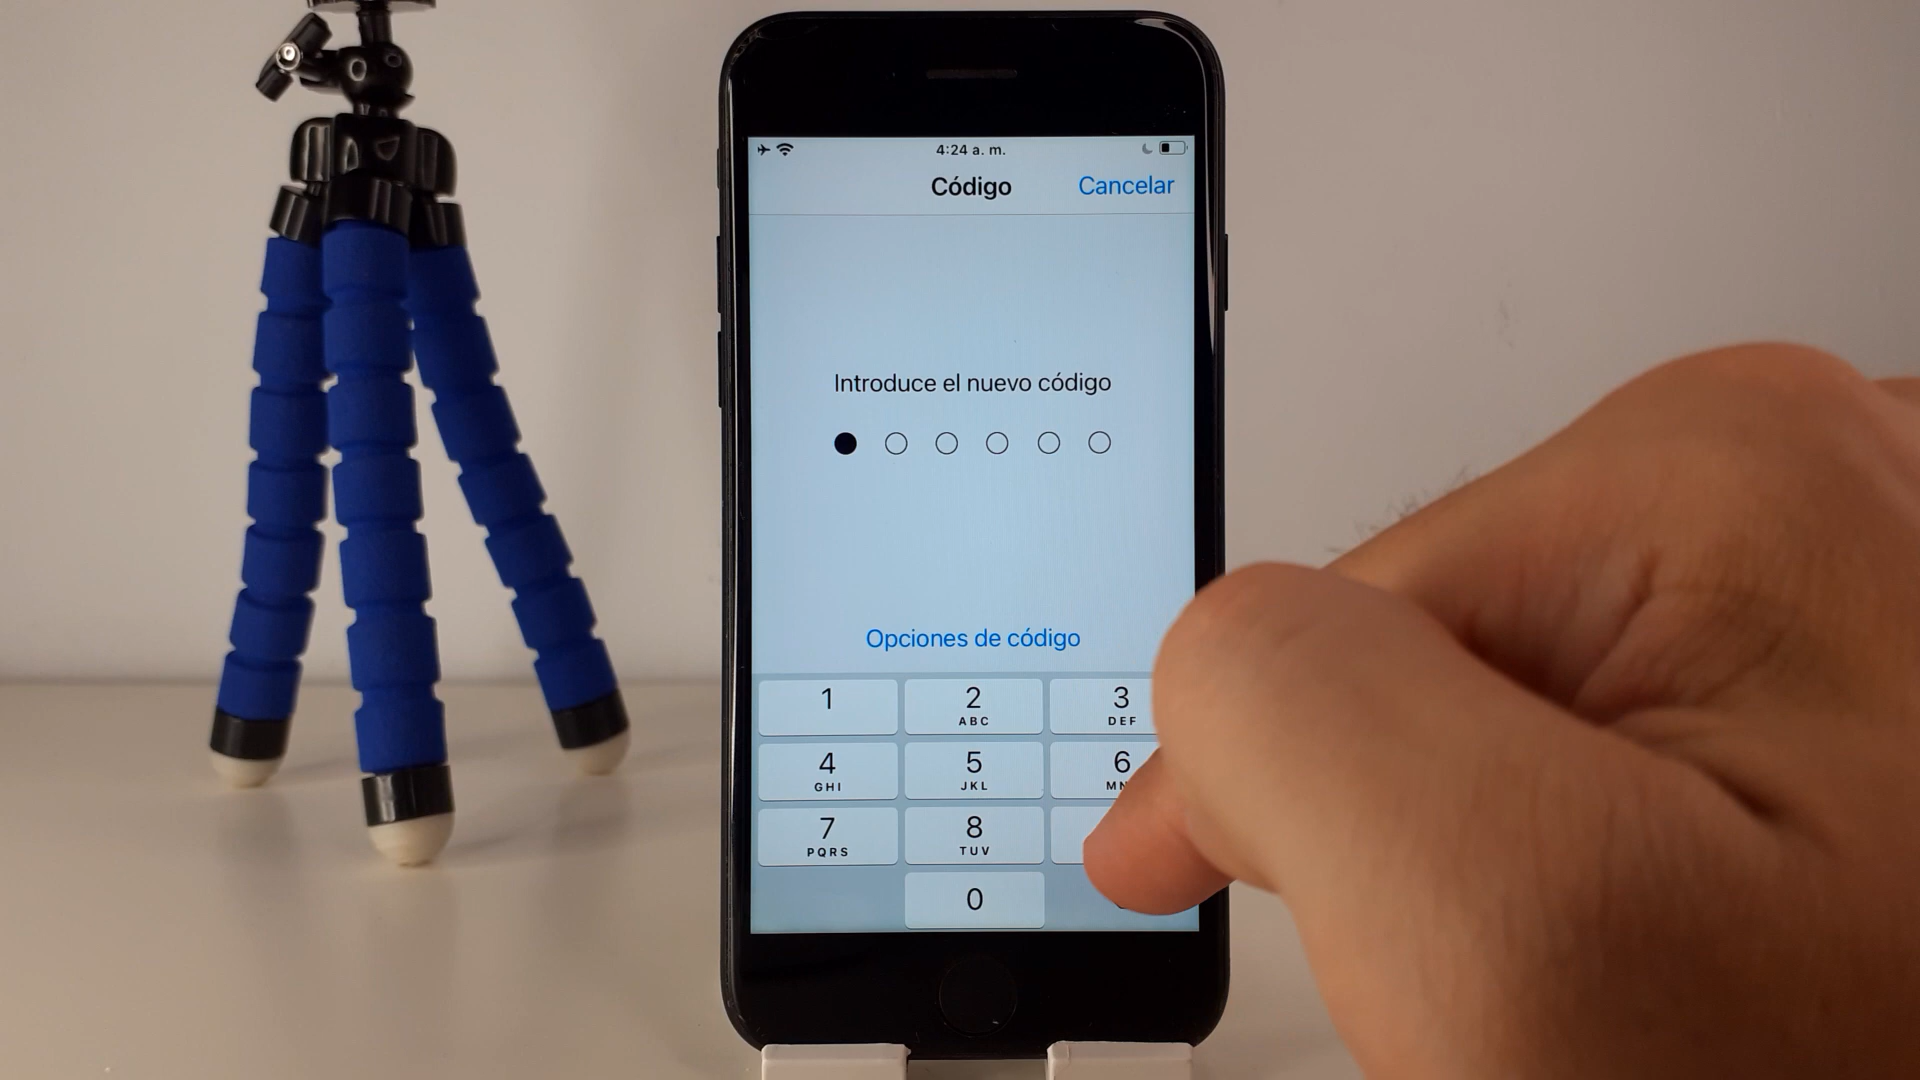 4:24 a. m.
Código
Cancelar
Introduce el nuevo código
Opciones de código
1
2
ABC
3
DEF
4
GHI
5
JKL
6
7
PQRS
8
TUV
0